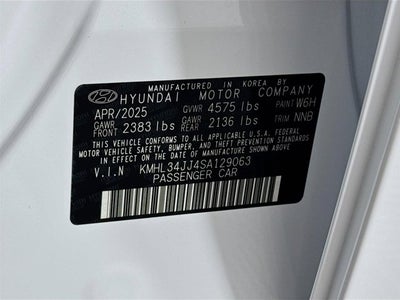 MANUFACTURED IN KOREA BY
HYUNDAI MOTOR COMPANY
APR/2025 GVWR 4575 lbs PAINT W6H
GAWR FRONT 2383 lbs GAWR REAR 2136 lbs TRIM NNB
THIS VEHICLE CONFORMS TO ALL APPLICABLE U.S.A. FEDERAL
MOTOR VEHICLE SAFETY, BUMPER, AND THEFT PREVENTION STANDARDS
IN EFFECT ON THE DATE OF MANUFACTURE SHOWN ABOVE.
V.I.N KMHL34JJ4SA129063
PASSENGER CAR